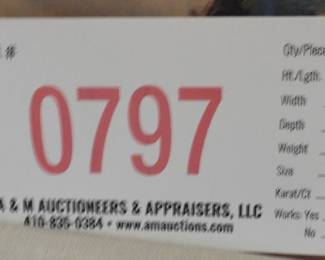 #
0797
A & M AUCTIONEERS & APPRAISERS, LLC
410-835-0384 • www.amauctions.com
Qty/Piece
Ht./Lgth.
Width
Depth
Weight
Size
Karat/Ct
Works: Yes
No